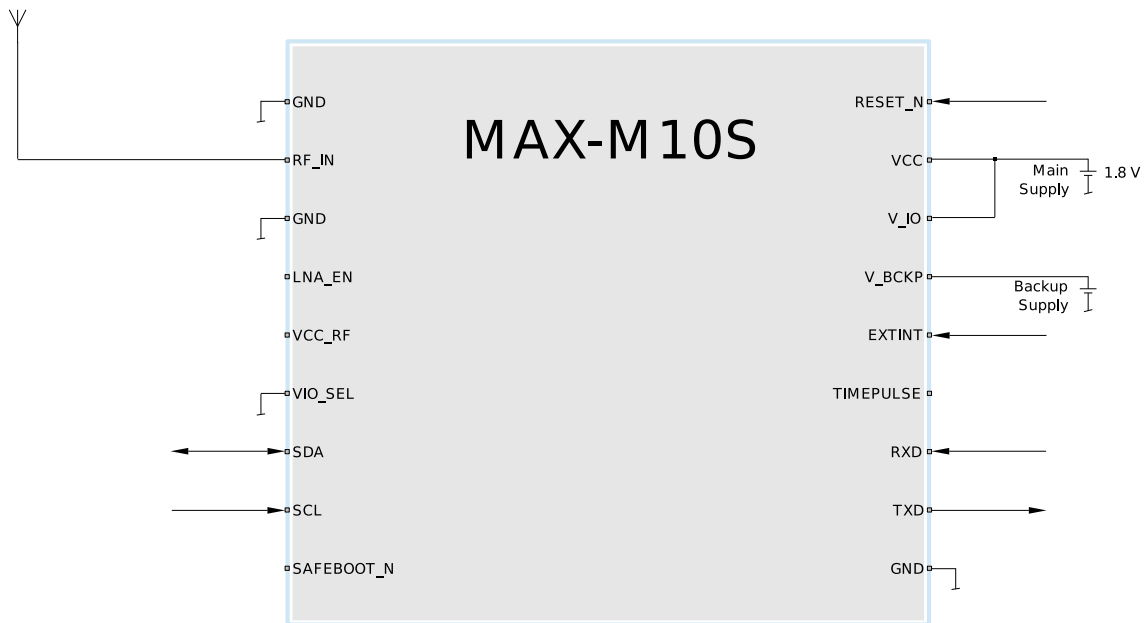 MAX-M10S
GND
RF_IN
GND
LNA_EN
VCC_RF
VIO_SEL
SDA
SCL
SAFEBOOT_N
RESET_N
VCC
V_IO
V_BCKP
EXTINT
TIMEPULSE
RXD
TXD
GND
Main
Supply
1.8 V
Backup
Supply